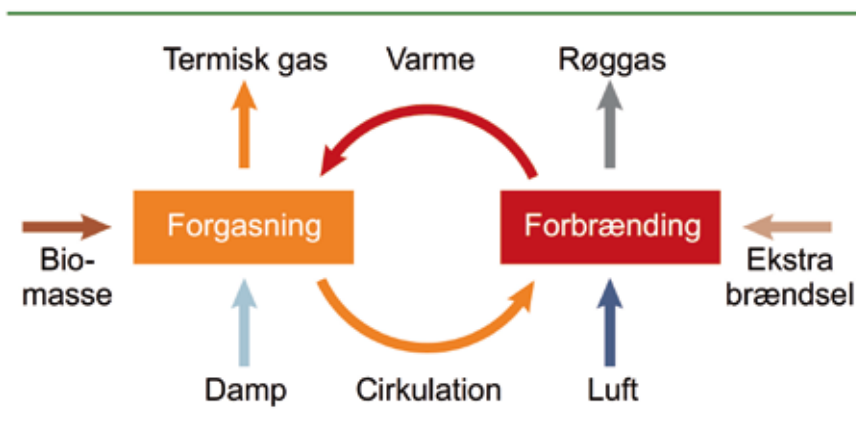 Termisk gas
Varme
Røggas
Forgasning
Forbrænding
Bio-
masse
Ekstra
brændsel
Damp
Cirkulation
Luft